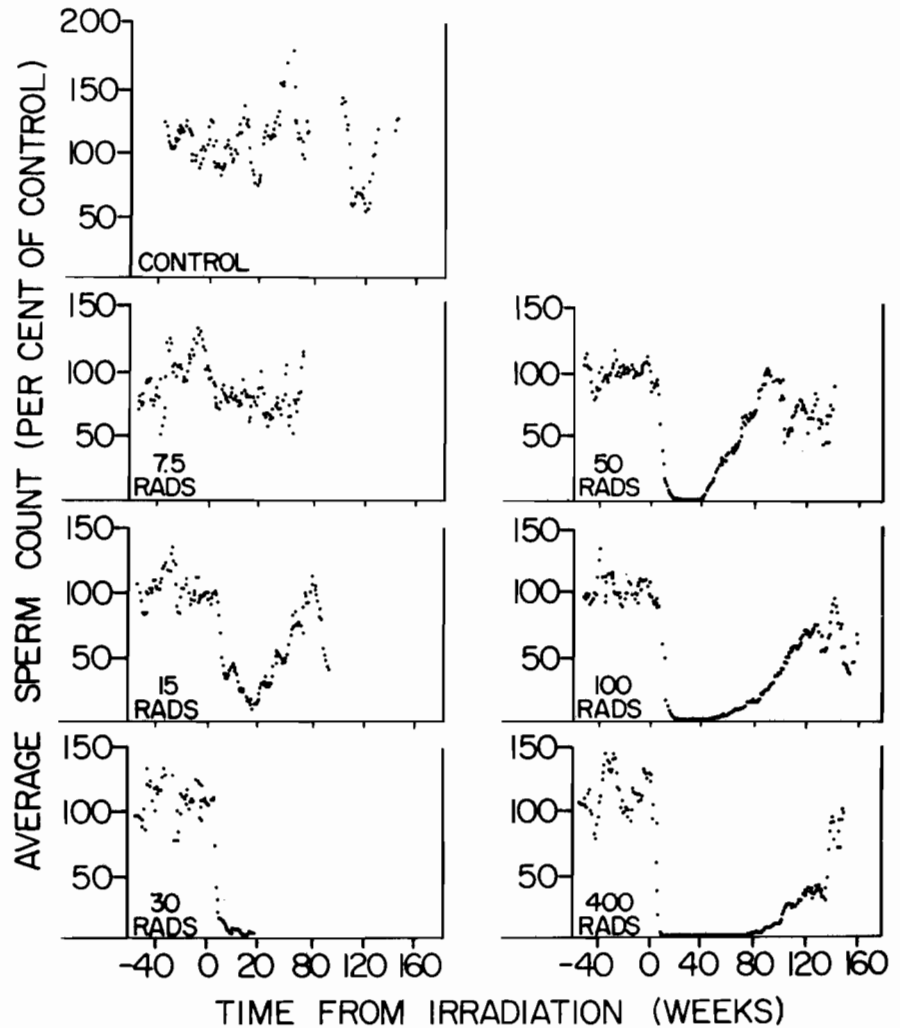 AVERAGE SPERM COUNT (PER CENT OF CONTROL)
200
150
100
50
CONTROL
150
100
50
7.5
RADS
150
100
50
15
RADS
150
100
50
30
RADS
-40 0 40 80 120 160
150
100
50
50
RADS
150
100
50
100
RADS
150
100
50
400
RADS
-40 0 40 80 120 160
TIME FROM IRRADIATION (WEEKS)